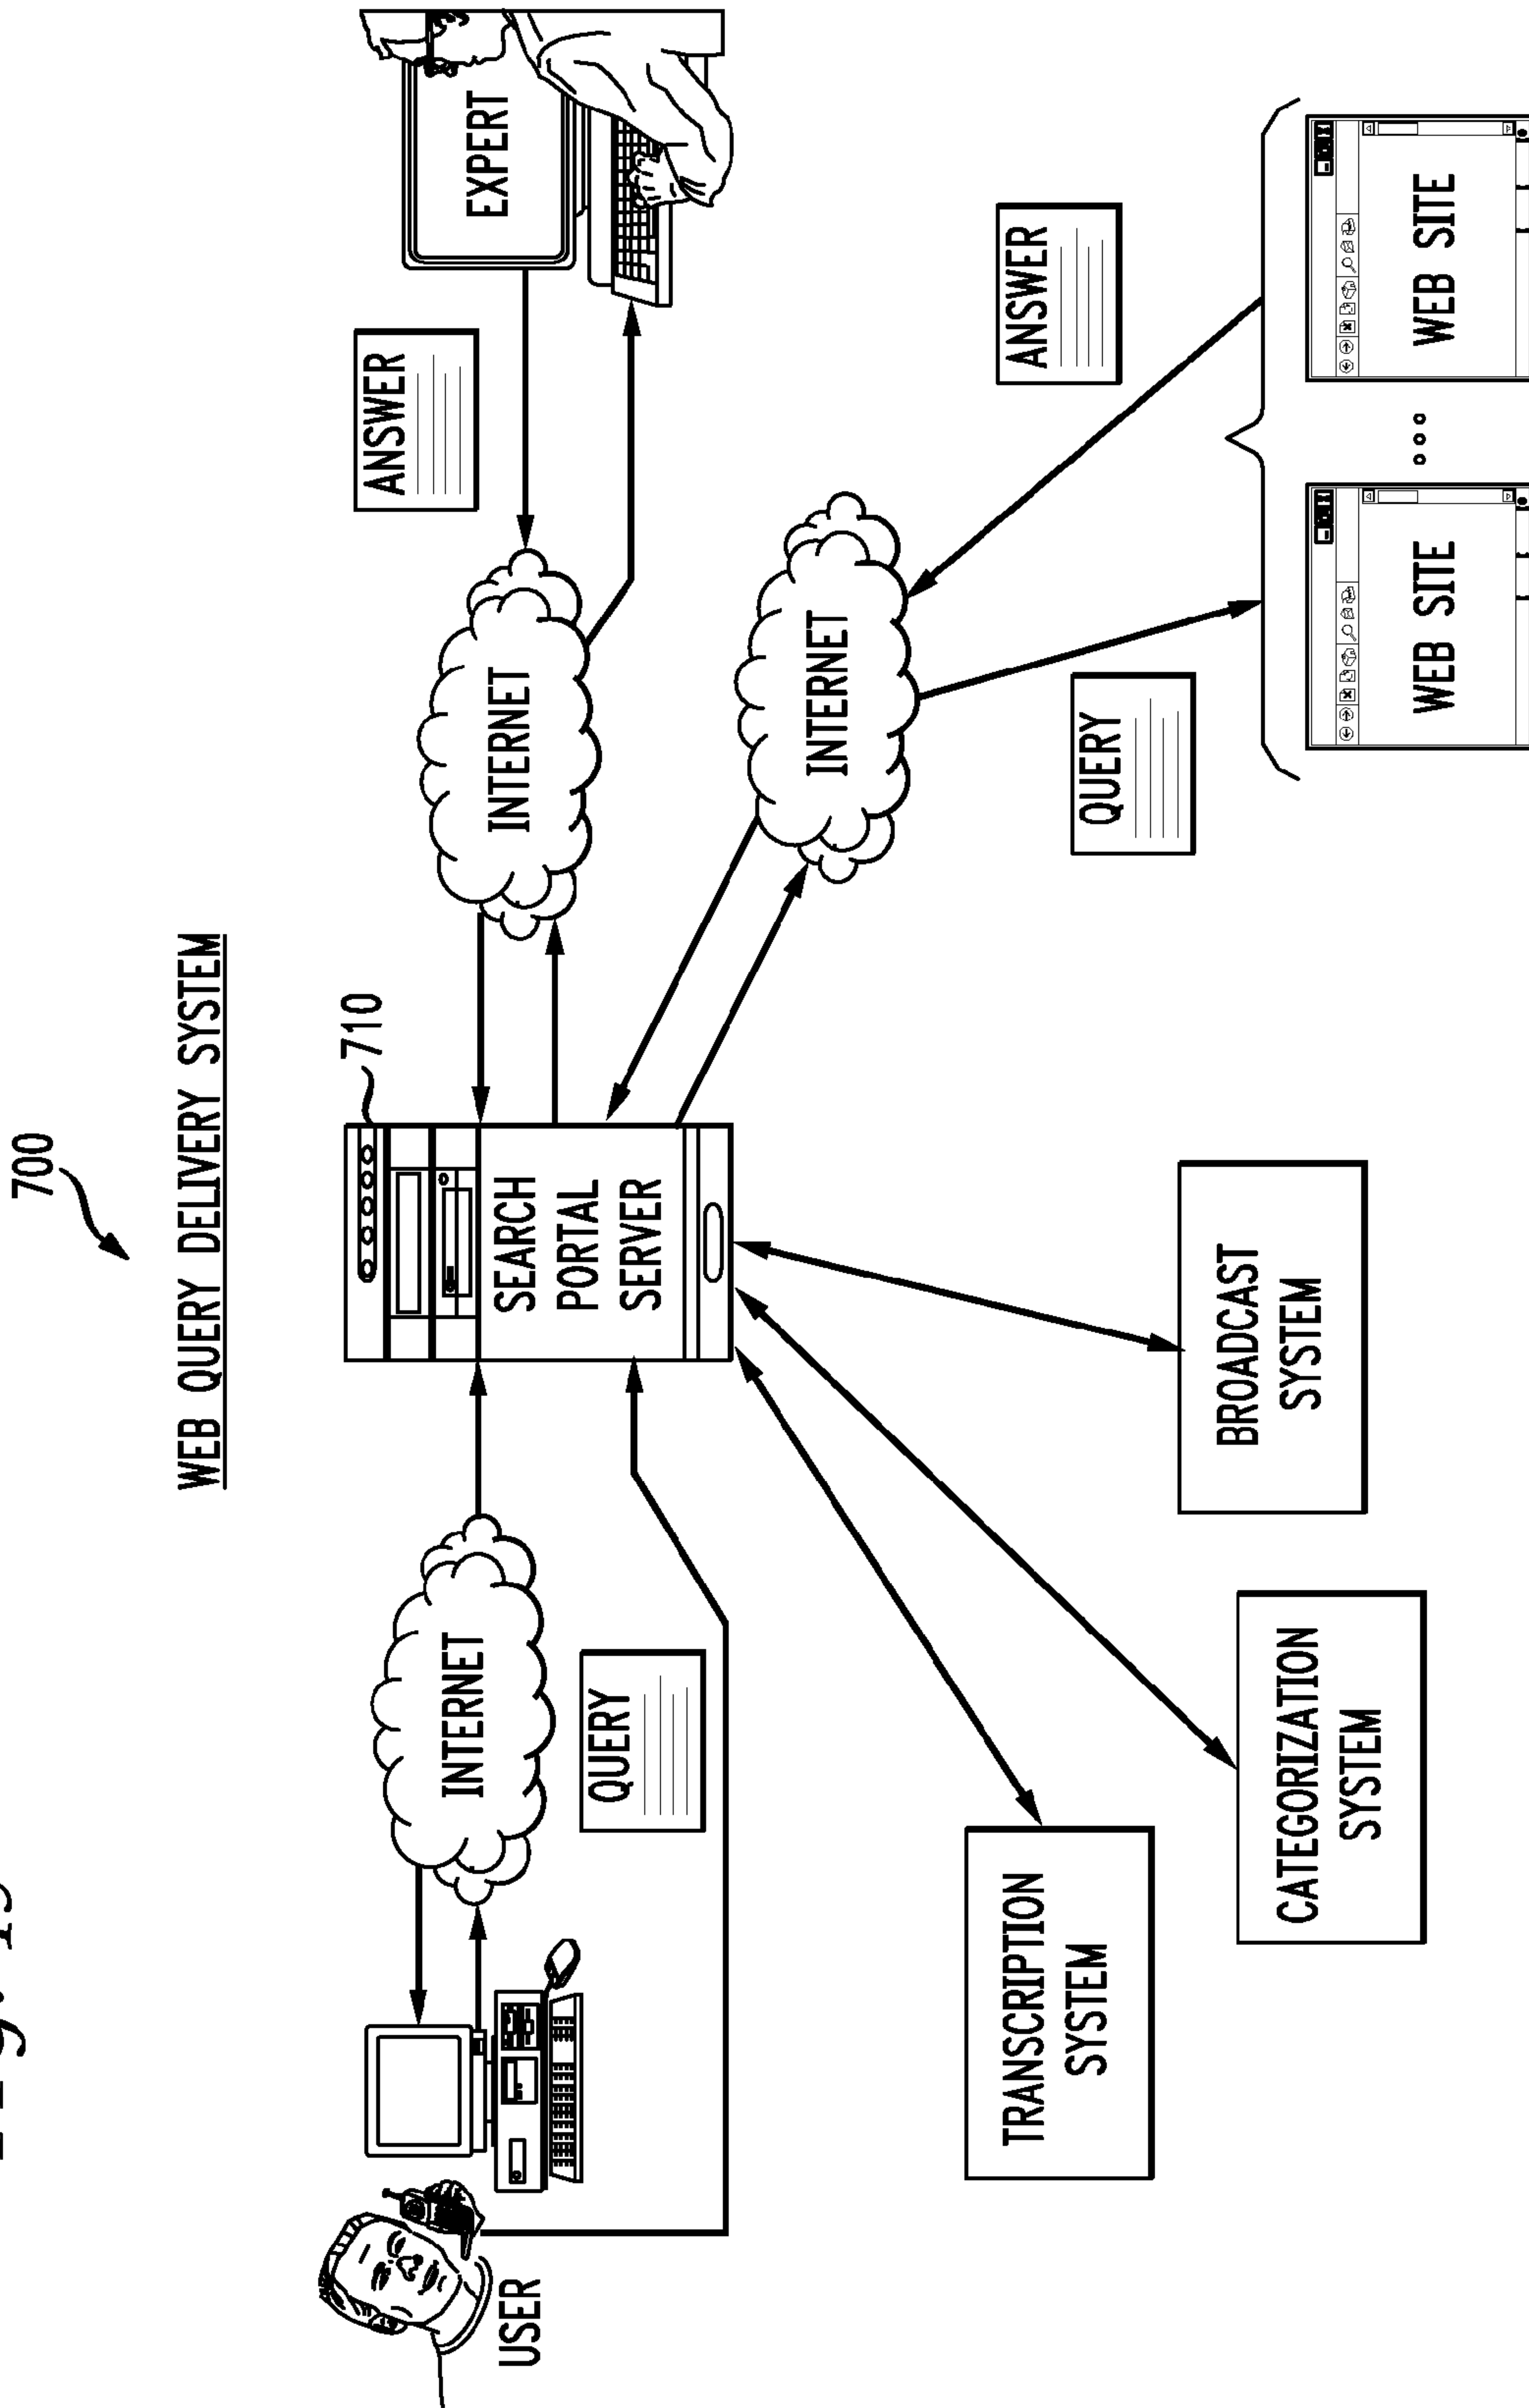 700
WEB QUERY DELIVERY SYSTEM
710
SEARCH
PORTAL
SERVER
INTERNET
QUERY
USER
INTERNET
ANSWER
EXPERT
INTERNET
ANSWER
QUERY
WEB SITE
WEB SITE
TRANSCRIPTION
SYSTEM
CATEGORIZATION
SYSTEM
BROADCAST
SYSTEM